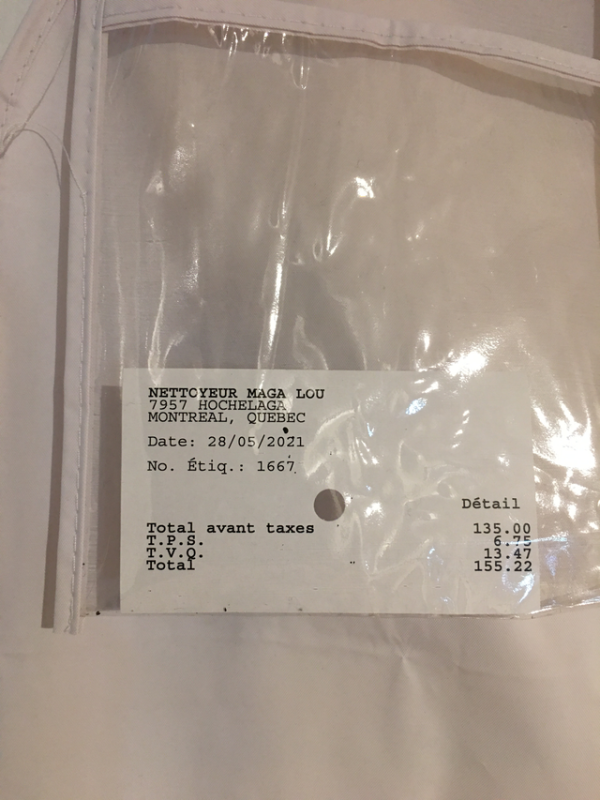 NETTOYEUR MAGA LOU
7957 HOCHELAGA
MONTREAL, QUEBEC
Date: 28/05/2021
No. Étiq.: 1667
Détail
Total avant taxes 135.00
T.P.S. 6.75
T.V.Q. 13.47
Total 155.22